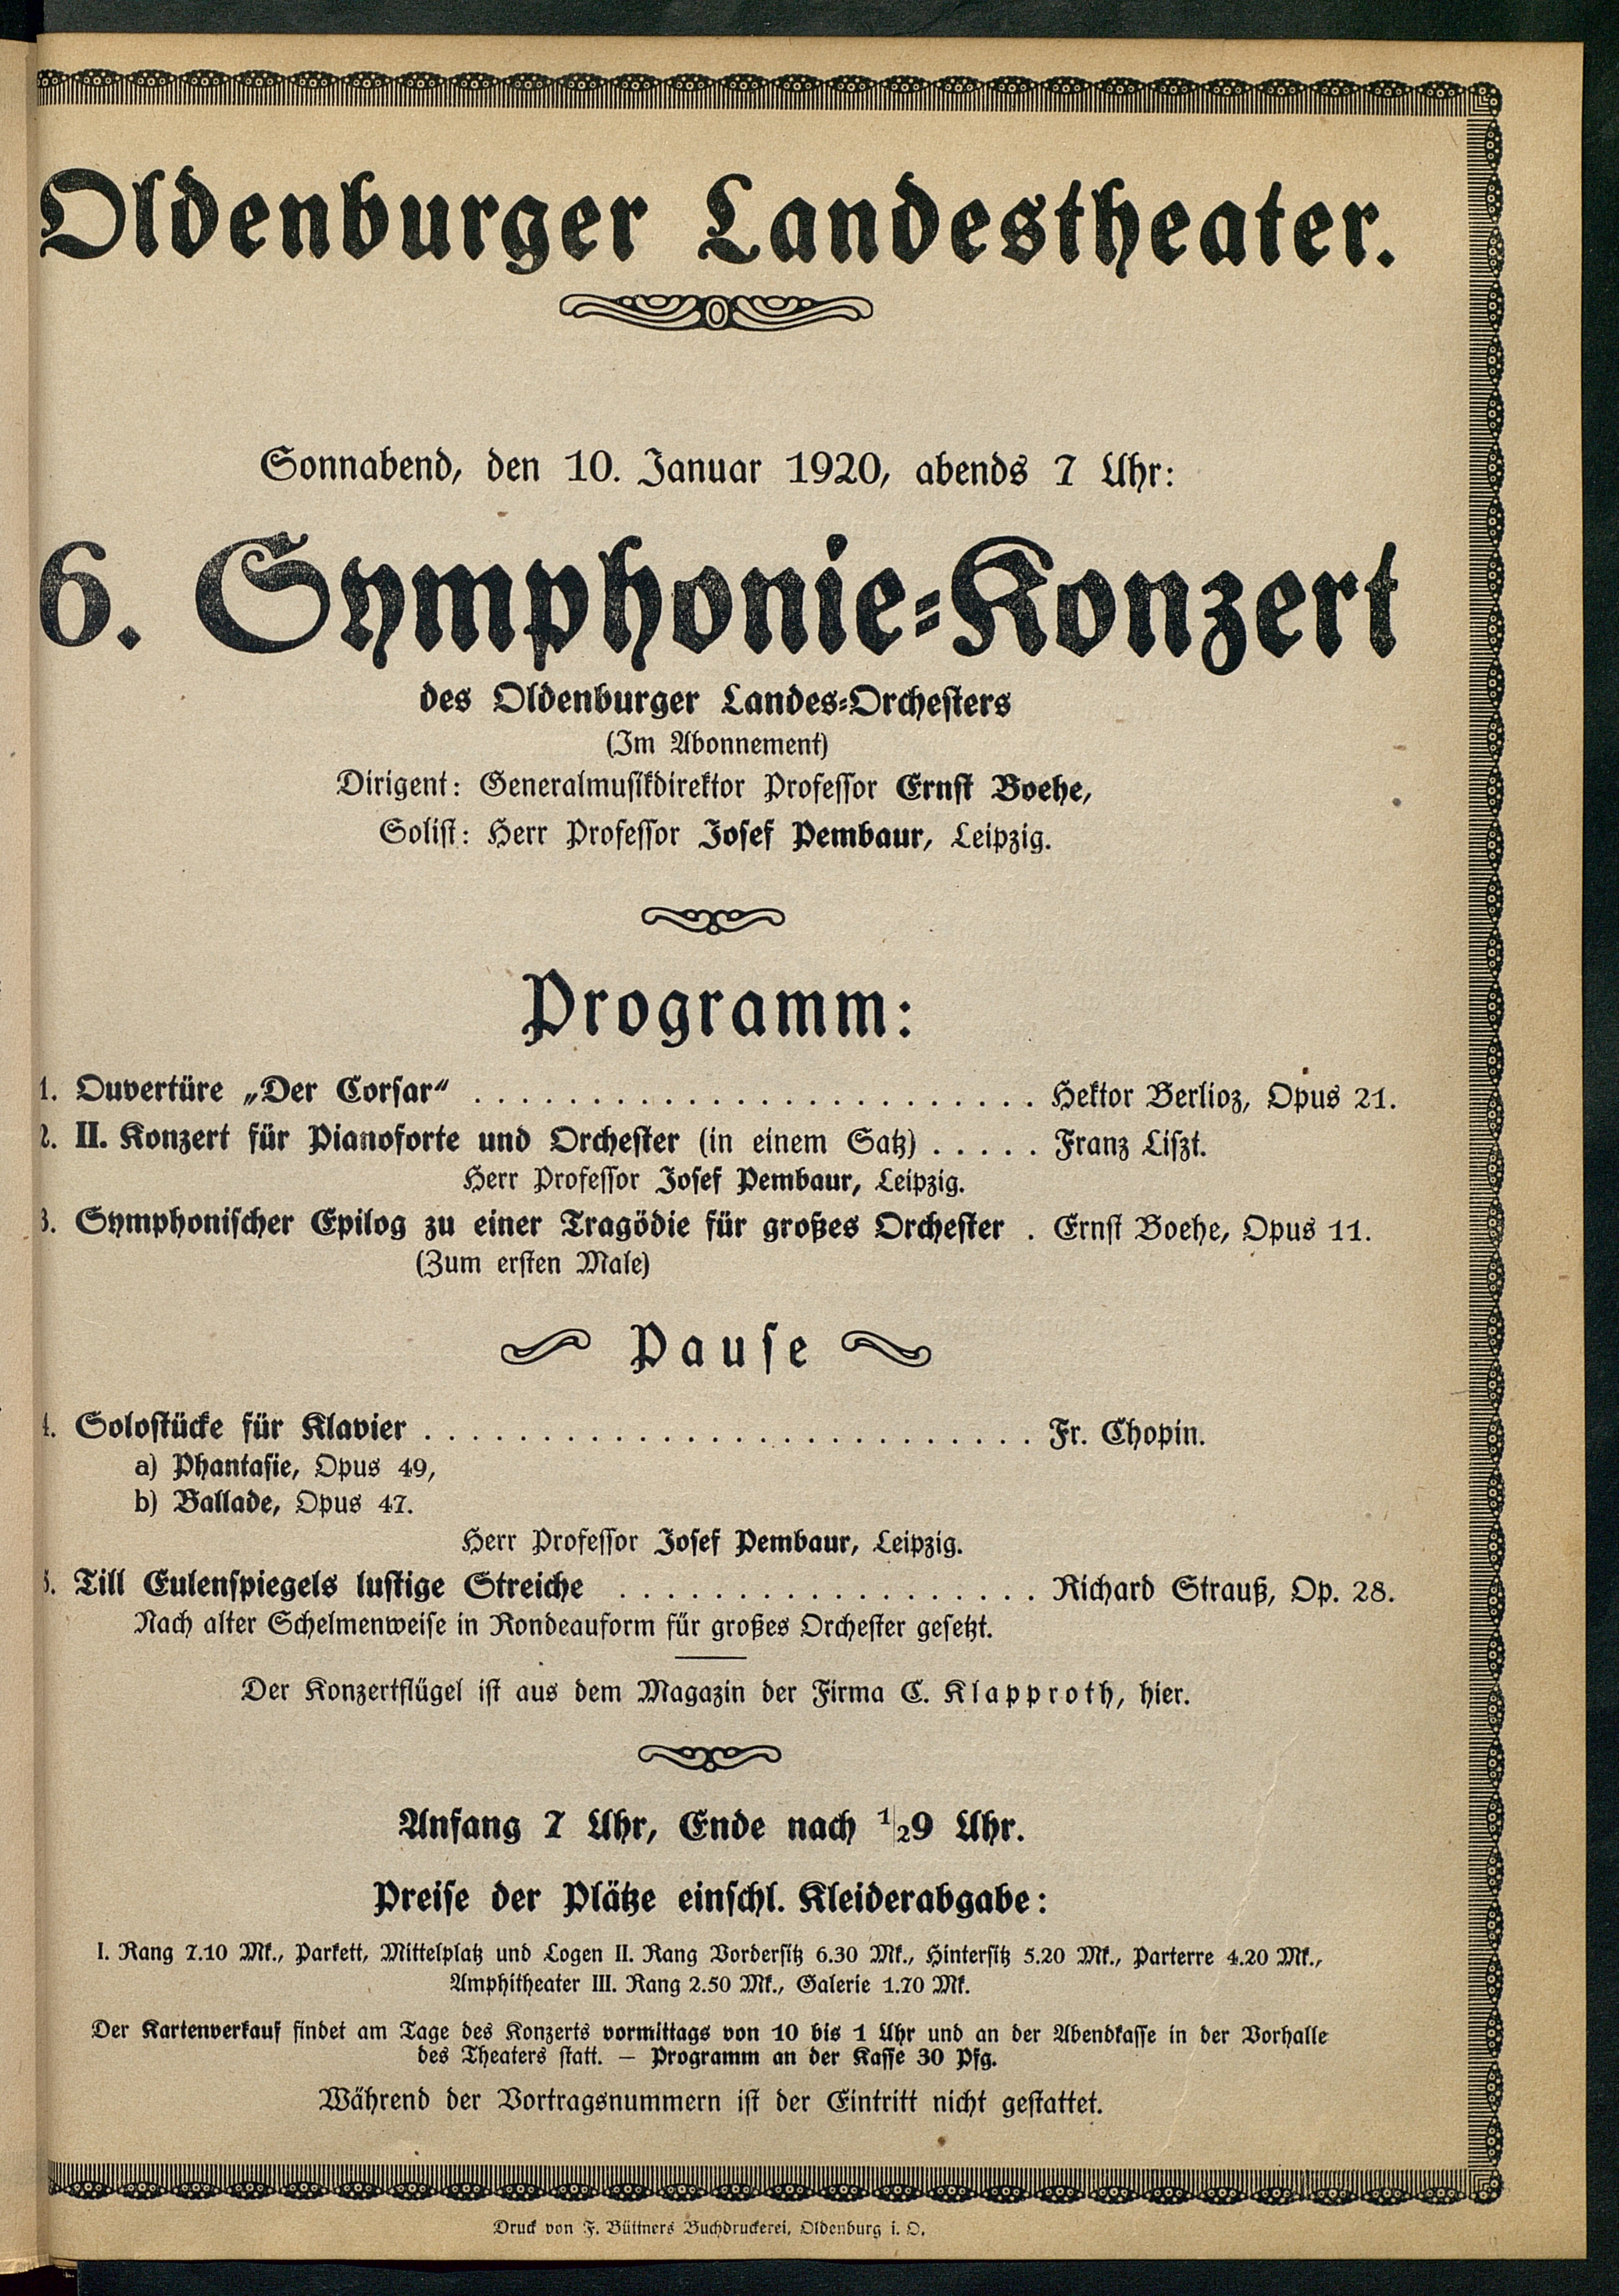 Oldenburger Landestheater.
Sonnabend, den 10. Januar 1920, abends 7 Uhr:
6. Symphonie-Konzert
des Oldenburger Landes-Orchesters
(Im Abonnement)
Dirigent: Generalmusikdirektor Professor Ernst Boehe,
Solist: Herr Professor Josef Pembaur, Leipzig.
Programm:
1. Ouvertüre „Der Corsar“ . . . . . . . . . . . . . . . . . . . . . . . . Hektor Berlioz, Opus 21.
2. II. Konzert für Pianoforte und Orchester (in einem Satz) . . . . . Franz Liszt.
Herr Professor Josef Pembaur, Leipzig.
3. Symphonischer Epilog zu einer Tragödie für großes Orchester . Ernst Boehe, Opus 11.
(Zum ersten Male)
Pause
4. Solostücke für Klavier . . . . . . . . . . . . . . . . . . . . . . . . . . Fr. Chopin.
a) Phantasie, Opus 49,
b) Ballade, Opus 47.
Herr Professor Josef Pembaur, Leipzig.
5. Till Eulenspiegels lustige Streiche . . . . . . . . . . . . . . . . . . Richard Strauß, Op. 28.
Nach alter Schelmenweise in Rondeauform für großes Orchester gesetzt.
Der Konzertflügel ist aus dem Magazin der Firma C. Klapproth, hier.
Anfang 7 Uhr, Ende nach 1/29 Uhr.
Preise der Plätze einschl. Kleiderabgabe:
I. Rang 7.10 Mk., Parkett, Mittelplatz und Logen II. Rang Vordersitz 6.30 Mk., Hintersitz 5.20 Mk., Parterre 4.20 Mk.,
Amphitheater III. Rang 2.50 Mk., Galerie 1.70 Mk.
Der Kartenverkauf findet am Tage des Konzerts vormittags von 10 bis 1 Uhr und an der Abendkasse in der Vorhalle
des Theaters statt. — Programm an der Kasse 30 Pfg.
Während der Vortragsnummern ist der Eintritt nicht gestattet.
Druck von F. Büttners Buchdruckerei, Oldenburg i. O.